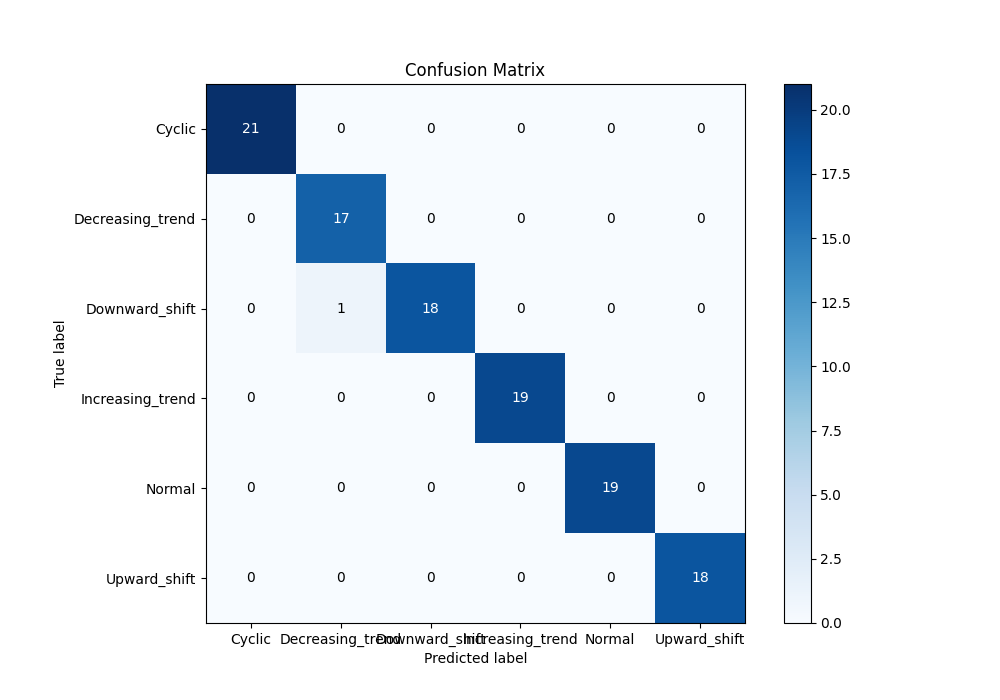 Confusion Matrix
Cyclic 21 0 0 0 0 0
Decreasing_trend 0 17 0 0 0 0
Downward_shift 0 1 18 0 0 0
Increasing_trend 0 0 0 19 0 0
Normal 0 0 0 0 19 0
Upward_shift 0 0 0 0 0 18
Cyclic Decreasing_trend Downward_shift Increasing_trend Normal Upward_shift
Predicted label
True label
20.0
17.5
15.0
12.5
10.0
7.5
5.0
2.5
0.0